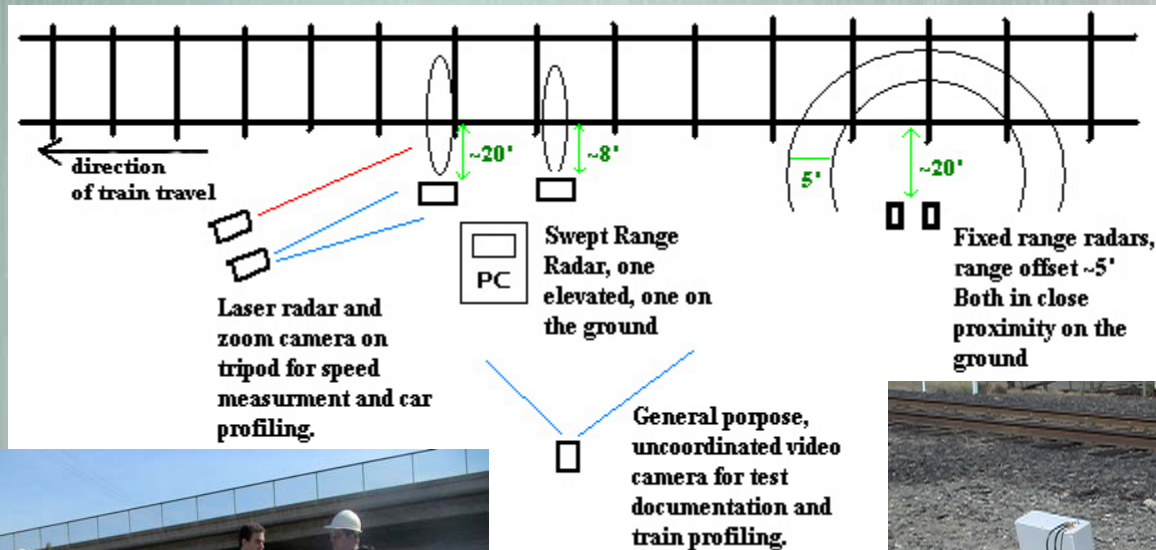 direction
of train travel
~20'
~8'
5'
~20'
PC
Swept Range
Radar, one
elevated, one on
the ground
Fixed range radars,
range offset ~5'
Both in close
proximity on the
ground
Laser radar and
zoom camera on
tripod for speed
measurment and car
profiling.
General porpose,
uncoordinated video
camera for test
documentation and
train profiling.